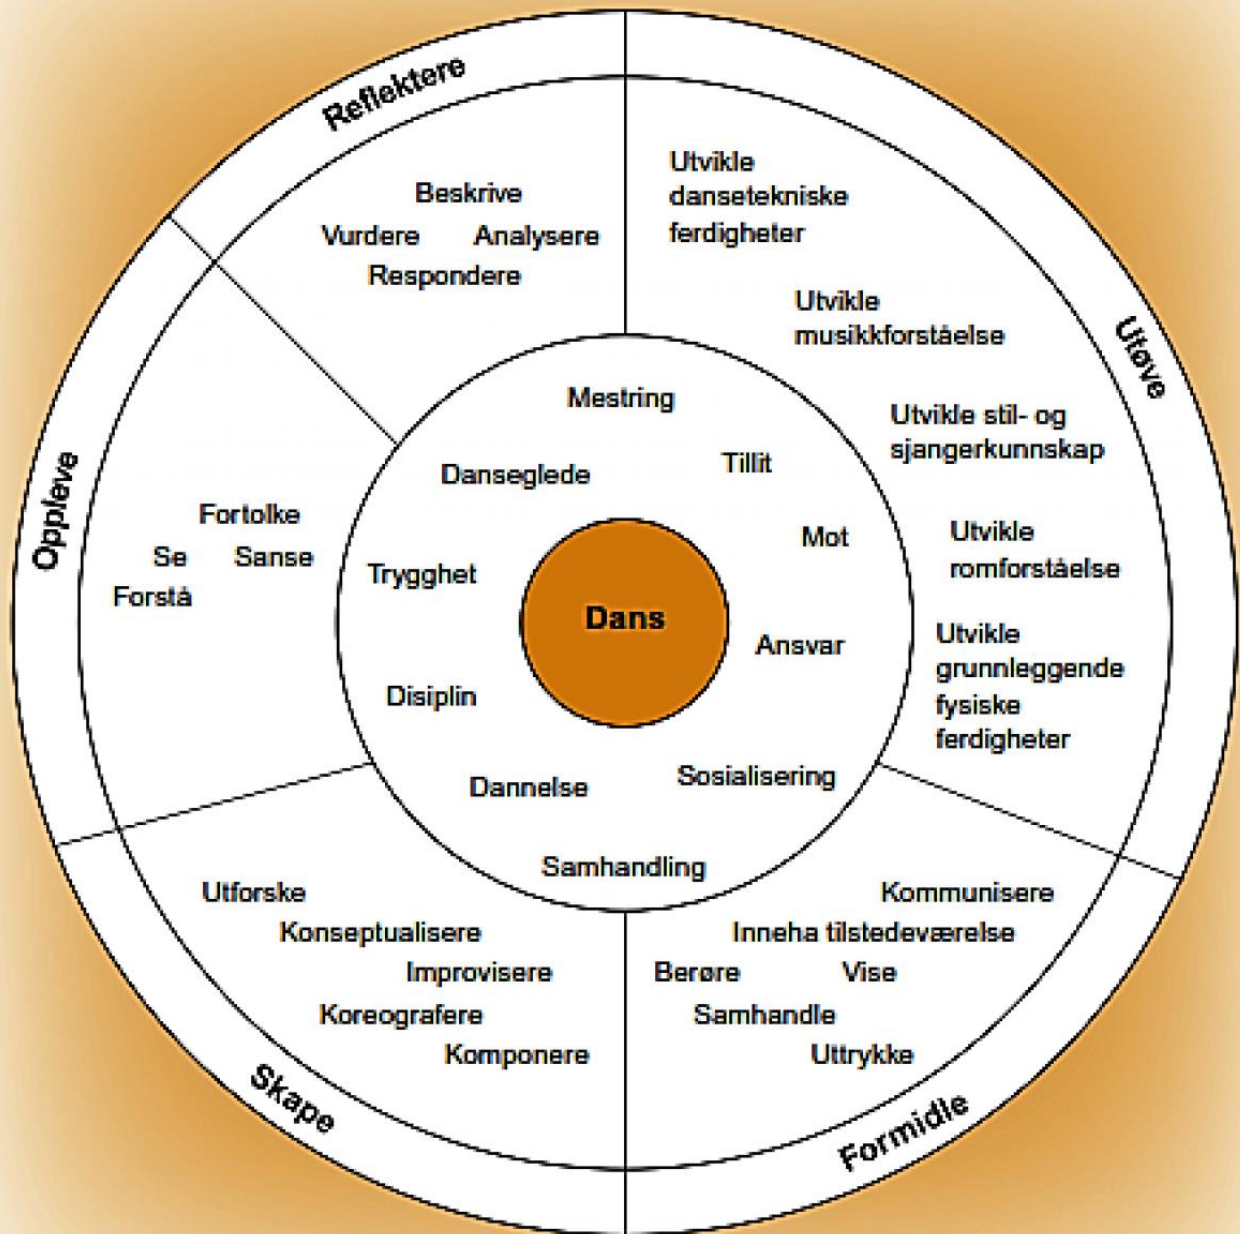 Reflektere
Beskrive
Vurdere Analysere
Respondere
Utøve
Utvikle
dansetekniske
ferdigheter
Utvikle
musikkforståelse
Utvikle stil- og
sjangerkunnskap
Utvikle
romforståelse
Utvikle
grunnleggende
fysiske
ferdigheter
Oppleve
Fortolke
Se Sanse
Forstå
Mestring
Danseglede
Tillit
Mot
Trygghet
Dans
Ansvar
Disiplin
Dannelse
Sosialisering
Samhandling
Skape
Utforske
Konseptualisere
Improvisere
Koreografere
Komponere
Formidle
Kommunisere
Inneha tilstedeværelse
Berøre Vise
Samhandle
Uttrykke